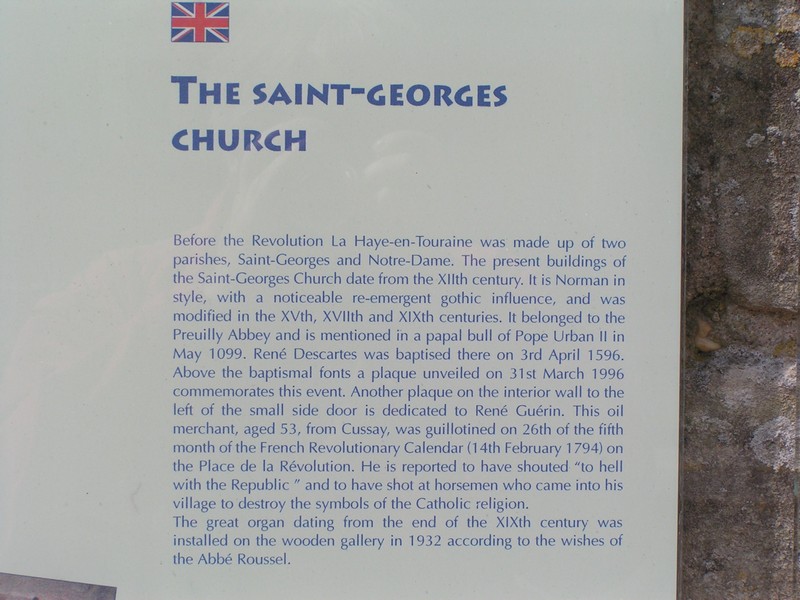 THE SAINT-GEORGES
CHURCH
Before the Revolution La Haye-en-Touraine was made up of two
parishes, Saint-Georges and Notre-Dame. The present buildings of
the Saint-Georges Church date from the XIIth century. It is Norman in
style, with a noticeable re-emergent gothic influence, and was
modified in the XVth, XVIIth and XIXth centuries. It belonged to the
Preuilly Abbey and is mentioned in a papal bull of Pope Urban II in
May 1099. René Descartes was baptised there on 3rd April 1596.
Above the baptismal fonts a plaque unveiled on 31st March 1996
commemorates this event. Another plaque on the interior wall to the
left of the small side door is dedicated to René Guérin. This oil
merchant, aged 53, from Cussay, was guillotined on 26th of the fifth
month of the French Revolutionary Calendar (14th February 1794) on
the Place de la Révolution. He is reported to have shouted “to hell
with the Republic ” and to have shot at horsemen who came into his
village to destroy the symbols of the Catholic religion.
The great organ dating from the end of the XIXth century was
installed on the wooden gallery in 1932 according to the wishes of
the Abbé Roussel.